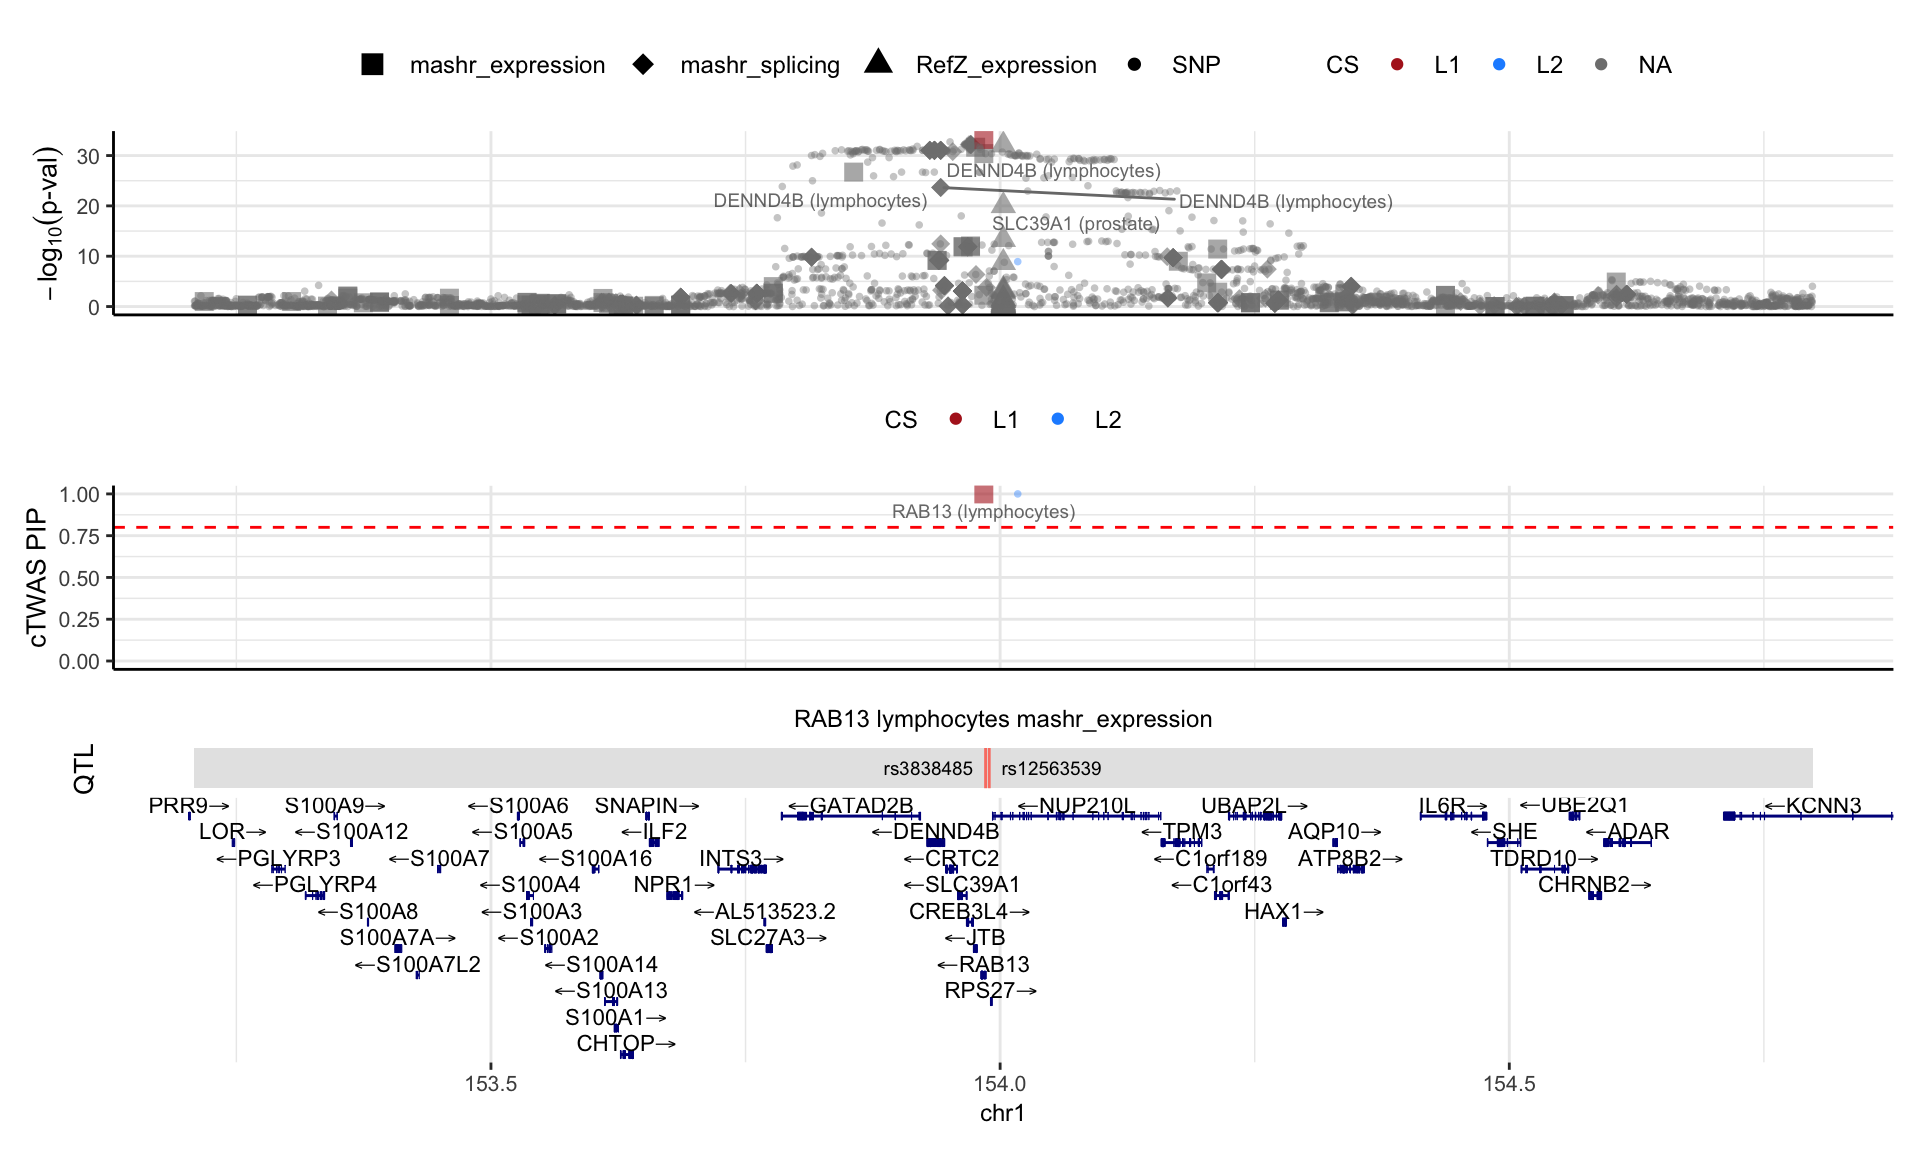 mashr_expression mashr_splicing RefZ_expression SNP CS L1 L2 NA
−log10(p-val)
30
20
10
0
DENND4B (lymphocytes)
DENND4B (lymphocytes)
DENND4B (lymphocytes)
SLC39A1 (prostate)
CS L1 L2
cTWAS PIP
1.00
0.75
0.50
0.25
0.00
RAB13 (lymphocytes)
RAB13 lymphocytes mashr_expression
QTL
rs3838485 rs12563539
PRR9→ S100A9→ ←S100A6 SNAPIN→ ←GATAD2B ←NUP210L UBAP2L→ IL6R→ ←UBE2Q1 ←KCNN3
LOR→ ←S100A12 ←S100A5 ←ILF2 ←DENND4B ←TPM3 AQP10→ ←SHE ←ADAR
←PGLYRP3 ←S100A7 ←S100A16 INTS3→ ←CRTC2 ←C1orf189 ATP8B2→ TDRD10→
←PGLYRP4 ←S100A4 NPR1→ ←SLC39A1 ←C1orf43 CHRNB2→
←S100A8 ←S100A3 ←AL513523.2 CREB3L4→ HAX1→
S100A7A→ ←S100A2 SLC27A3→ ←JTB
←S100A7L2 ←S100A14 ←RAB13
←S100A13 RPS27→
S100A1→
CHTOP→
153.5 154.0 154.5
chr1